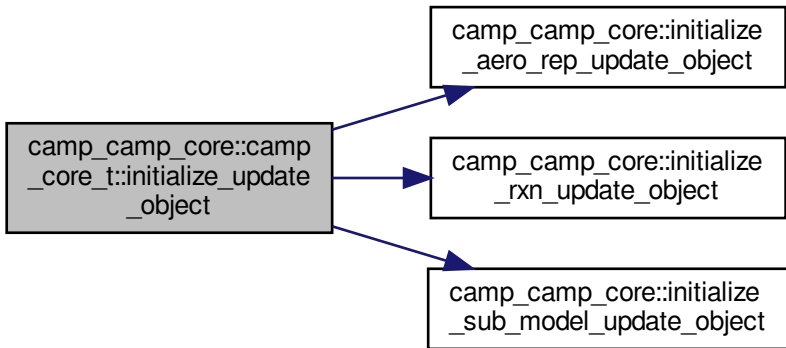 camp_camp_core::initialize
_aero_rep_update_object
camp_camp_core::camp
_core_t::initialize_update
_object
camp_camp_core::initialize
_rxn_update_object
camp_camp_core::initialize
_sub_model_update_object